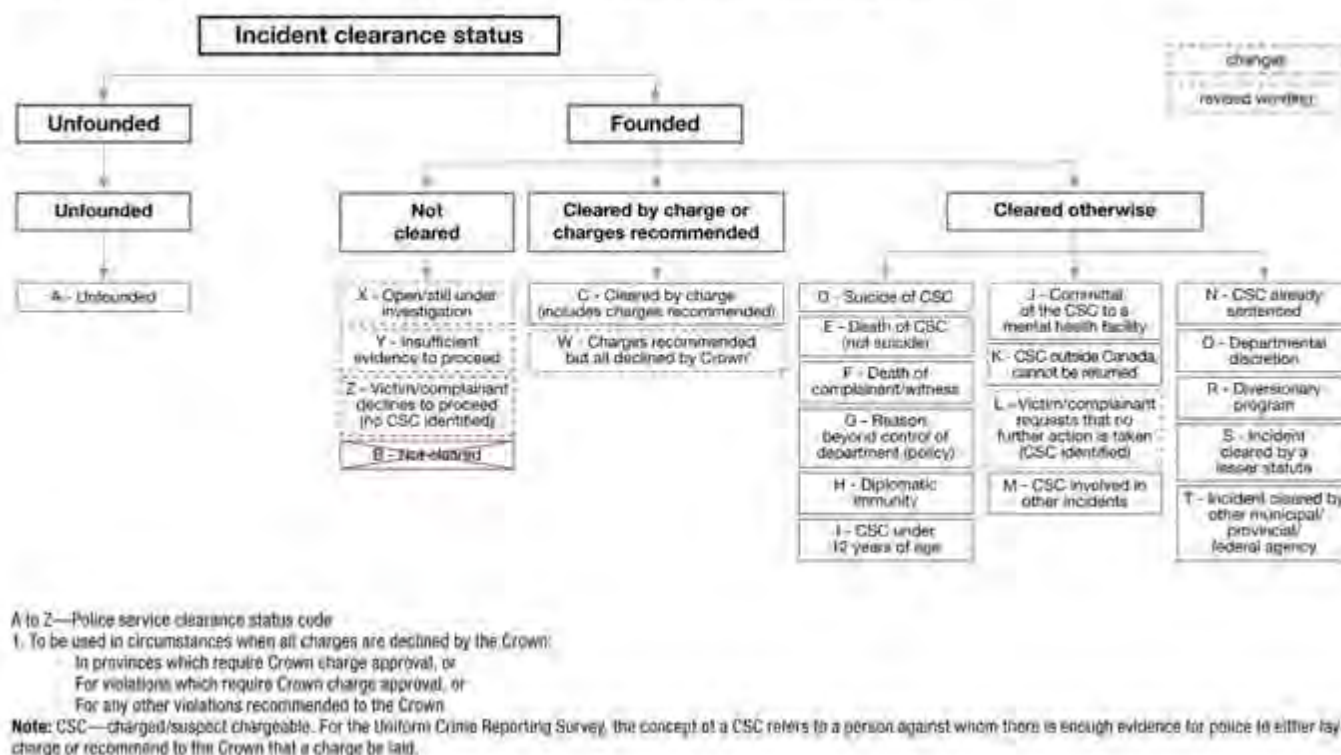 Incident clearance status
changes
revised wording
Unfounded
Founded
Unfounded
Not
cleared
Cleared by charge or
charges recommended
Cleared otherwise
A - Unfounded
X - Open/still under
investigation
Y - Insufficient
evidence to proceed
Z - Victim/complainant
declines to proceed
(no CSC identified)
B - Not cleared
C - Cleared by charge
(includes charges recommended)
W - Charges recommended
but all declined by Crown¹
D - Suicide of CSC
E - Death of CSC
(not suicide)
F - Death of
complainant/witness
G - Reason
beyond control of
department (policy)
H - Diplomatic
immunity
I - CSC under
12 years of age
J - Committal
of the CSC to a
mental health facility
K - CSC outside Canada,
cannot be returned
L - Victim/complainant
requests that no
further action is taken
(CSC identified)
M - CSC involved in
other incidents
N - CSC already
sentenced
O - Departmental
discretion
R - Diversionary
program
S - Incident
cleared by a
lesser statute
T - Incident cleared by
other municipal/
provincial/
federal agency
A to Z—Police service clearance status code
1. To be used in circumstances when all charges are declined by the Crown:
In provinces which require Crown charge approval, or
For violations which require Crown charge approval, or
For any other violations recommended to the Crown
Note: CSC—charged/suspect chargeable. For the Uniform Crime Reporting Survey, the concept of a CSC refers to a person against whom there is enough evidence for police to either lay
charge or recommend to the Crown that a charge be laid.